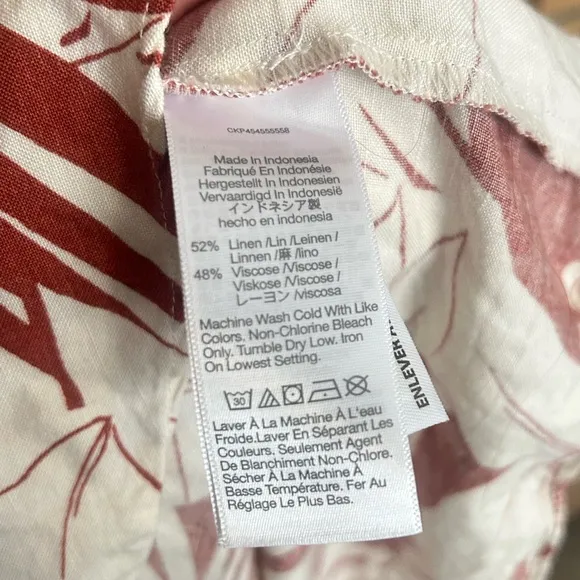 CKP454555558
Made In Indonesia
Fabriqué En Indonésie
Hergestellt In Indonesien
Vervaardigd In Indonesië
インドネシア製
hecho en indonesia
52% Linen /Lin /Leinen /
Linnen /麻 /lino
48% Viscose /Viscose /
Viskose /Viscose /
レーヨン /viscosa
Machine Wash Cold With Like
Colors. Non-Chlorine Bleach
Only. Tumble Dry Low. Iron
On Lowest Setting.
30
Laver À La Machine À L'eau
Froide.Laver En Séparant Les
Couleurs. Seulement Agent
De Blanchiment Non-Chlore.
Sécher À La Machine À
Basse Température. Fer Au
Réglage Le Plus Bas.
ENLEVER